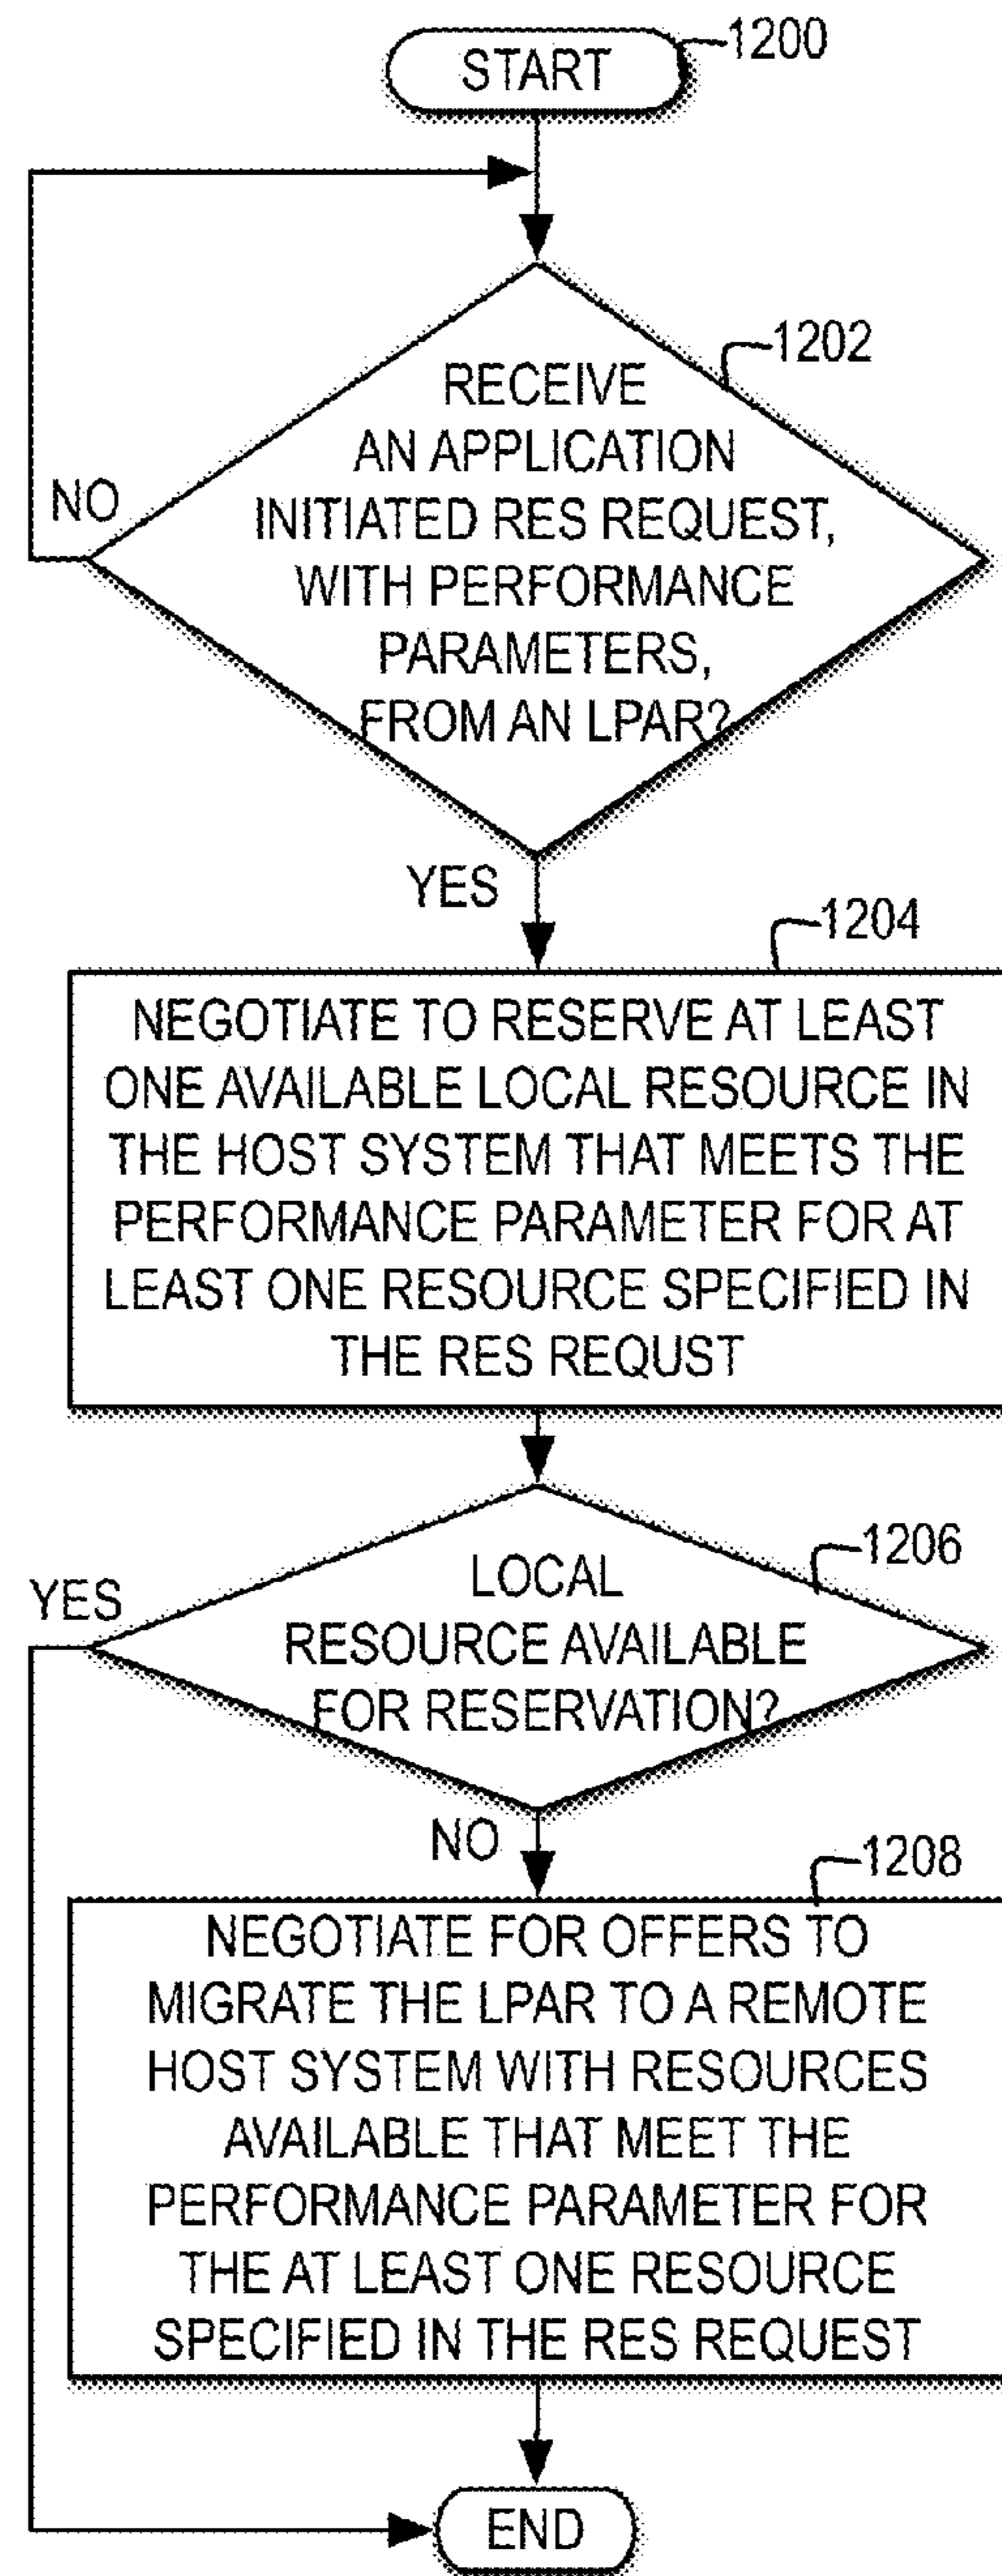 START
1200
1202
RECEIVE
AN APPLICATION
INITIATED RES REQUEST,
WITH PERFORMANCE
PARAMETERS,
FROM AN LPAR?
NO
YES
1204
NEGOTIATE TO RESERVE AT LEAST
ONE AVAILABLE LOCAL RESOURCE IN
THE HOST SYSTEM THAT MEETS THE
PERFORMANCE PARAMETER FOR AT
LEAST ONE RESOURCE SPECIFIED IN
THE RES REQUST
1206
LOCAL
RESOURCE AVAILABLE
FOR RESERVATION?
YES
NO
1208
NEGOTIATE FOR OFFERS TO
MIGRATE THE LPAR TO A REMOTE
HOST SYSTEM WITH RESOURCES
AVAILABLE THAT MEET THE
PERFORMANCE PARAMETER FOR
THE AT LEAST ONE RESOURCE
SPECIFIED IN THE RES REQUEST
END